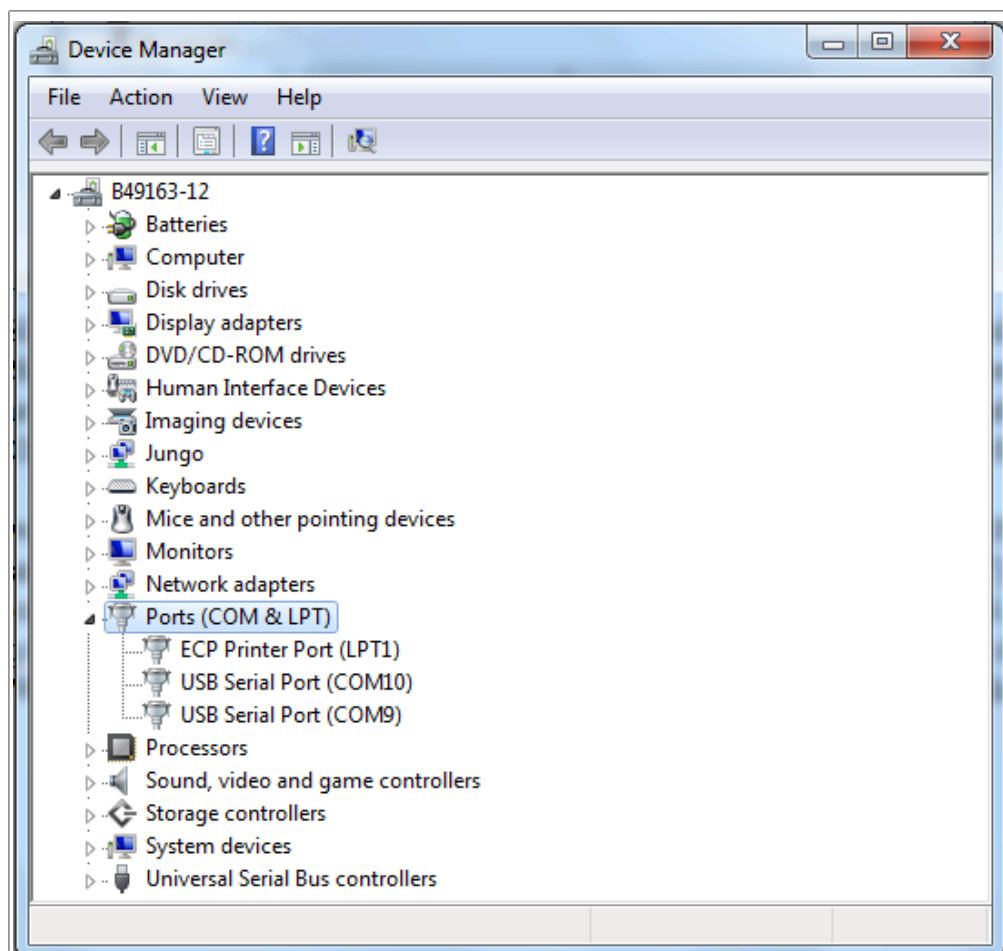 Device Manager
File Action View Help
B49163-12
Batteries
Computer
Disk drives
Display adapters
DVD/CD-ROM drives
Human Interface Devices
Imaging devices
Jungo
Keyboards
Mice and other pointing devices
Monitors
Network adapters
Ports (COM & LPT)
ECP Printer Port (LPT1)
USB Serial Port (COM10)
USB Serial Port (COM9)
Processors
Sound, video and game controllers
Storage controllers
System devices
Universal Serial Bus controllers